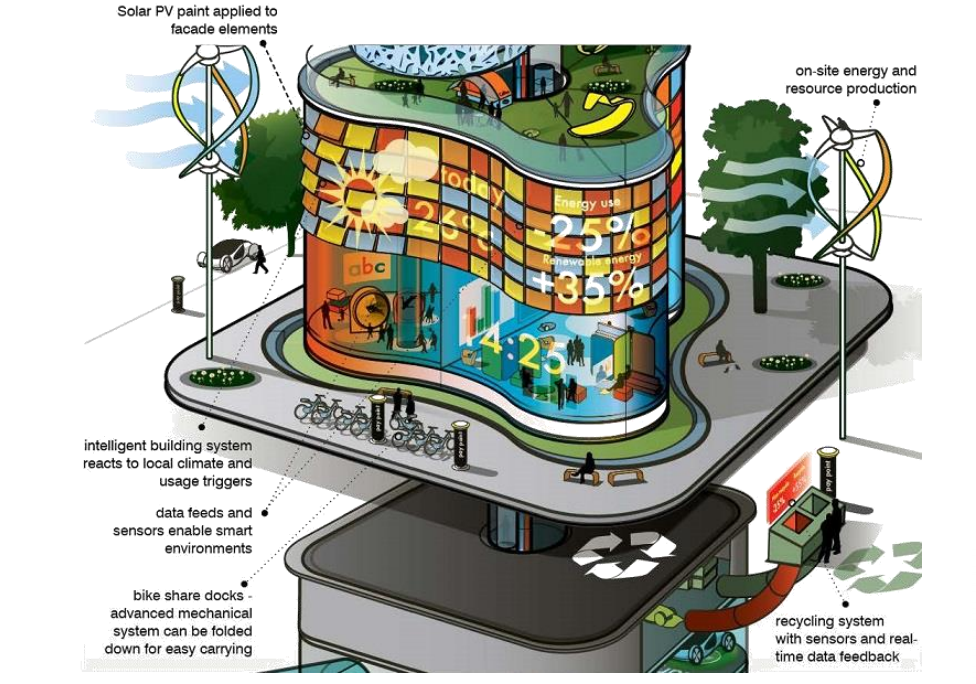 Solar PV paint applied to
facade elements
on-site energy and
resource production
today
26°c
Energy use
-25%
Renewable energy
+35%
abc
14:25
intelligent building system
reacts to local climate and
usage triggers
data feeds and
sensors enable smart
environments
bike share docks -
advanced mechanical
system can be folded
down for easy carrying
pay point
recycling system
with sensors and real-
time data feedback